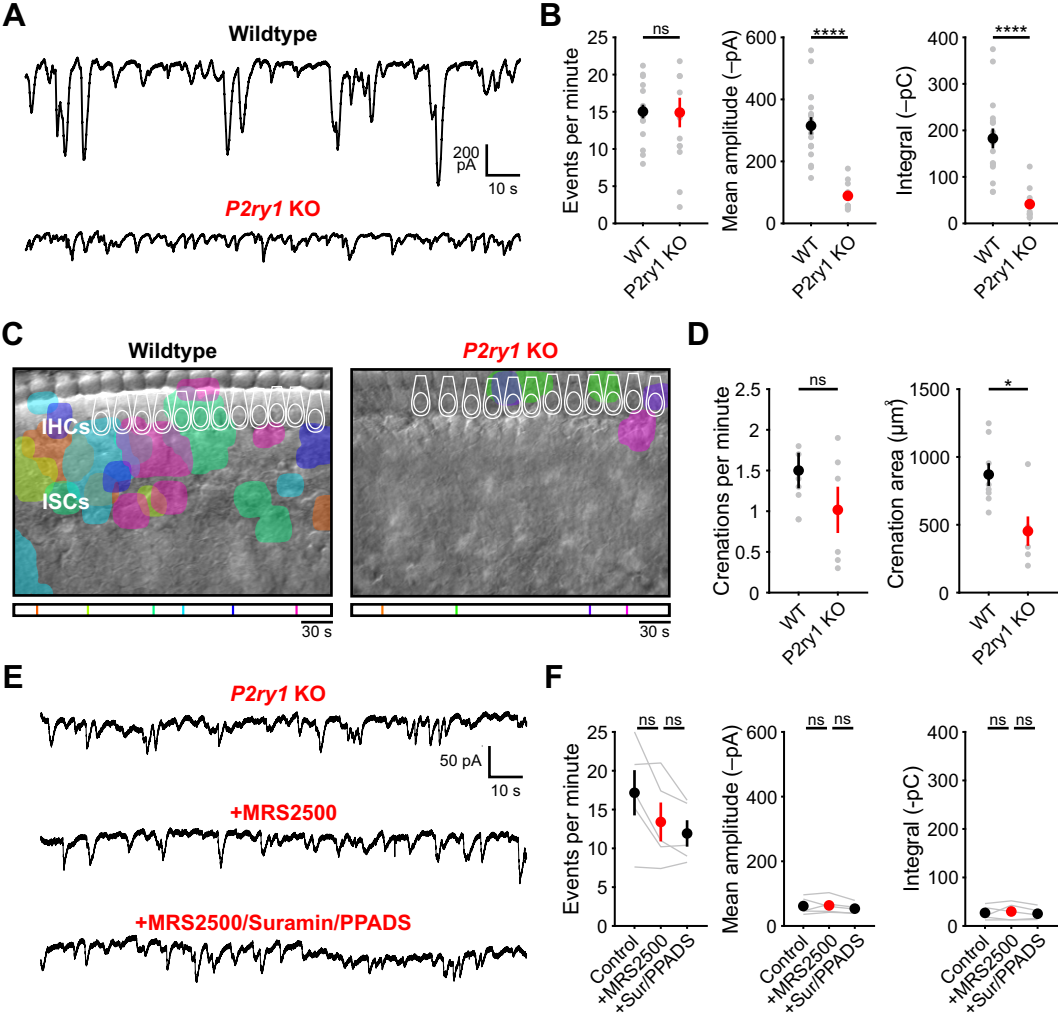 A
Wildtype
200
pA
10 s
P2ry1 KO
B
Events per minute
25
20
15
10
5
0
ns
WT
P2ry1 KO
Mean amplitude (–pA)
600
400
200
0
****
WT
P2ry1 KO
Integral (–pC)
400
300
200
100
0
****
WT
P2ry1 KO
C
Wildtype
IHCs
ISCs
30 s
P2ry1 KO
30 s
D
Crenations per minute
2.5
2
1.5
1
0.5
0
ns
WT
P2ry1 KO
Crenation area (µm²)
1500
1000
500
0
*
WT
P2ry1 KO
E
P2ry1 KO
50 pA
10 s
+MRS2500
+MRS2500/Suramin/PPADS
F
Events per minute
25
20
15
10
5
0
ns ns
Control
+MRS2500
+Sur/PPADS
Mean amplitude (–pA)
600
400
200
0
ns ns
Control
+MRS2500
+Sur/PPADS
Integral (-pC)
400
300
200
100
0
ns ns
Control
+MRS2500
+Sur/PPADS